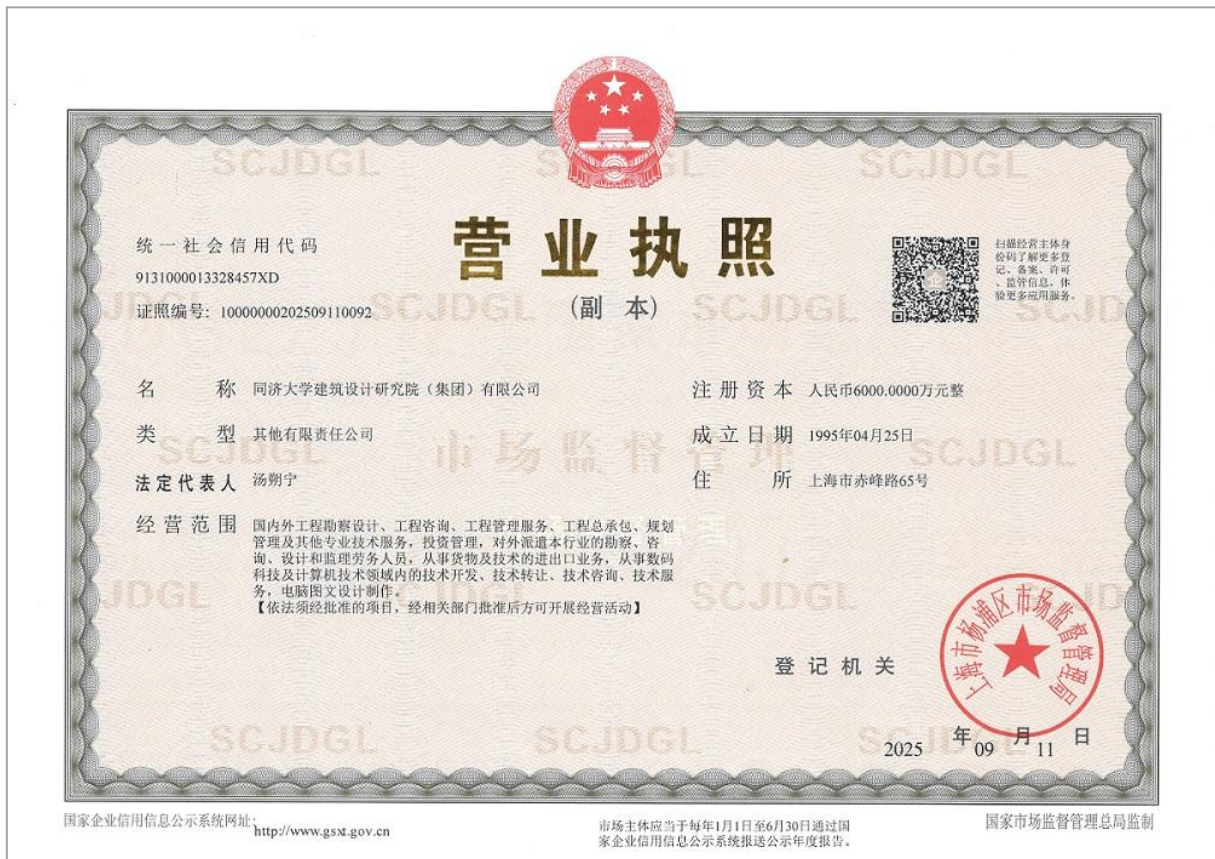 统一社会信用代码
9131000013328457XD
证照编号：10000000202509110092
营业执照
（副 本）
扫描经营主体身
份码了解更多登
记、备案、许可
、监管信息，体
验更多应用服务。
名 称 同济大学建筑设计研究院（集团）有限公司
类 型 其他有限责任公司
法定代表人 汤朔宁
经营范围 国内外工程勘察设计、工程咨询、工程管理服务、工程总承包、规划
管理及其他专业技术服务，投资管理，对外派遣本行业的勘察、咨
询、设计和监理劳务人员，从事货物及技术的进出口业务，从事数码
科技及计算机技术领域内的技术开发、技术转让、技术咨询、技术服
务，电脑图文设计制作。
【依法须经批准的项目，经相关部门批准后方可开展经营活动】
注册资本 人民币6000.0000万元整
成立日期 1995年04月25日
住 所 上海市赤峰路65号
登记机关
上海市杨浦区市场监督管理局
2025 年 09 月 11 日
SCJDGL
市场监督管理
国家企业信用信息公示系统网址：http://www.gsxt.gov.cn
市场主体应当于每年1月1日至6月30日通过国
家企业信用信息公示系统报送公示年度报告。
国家市场监督管理总局监制